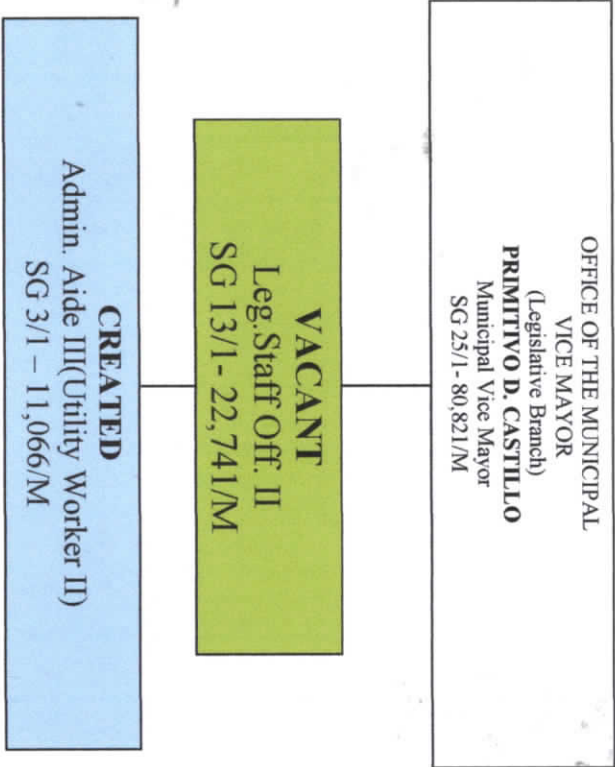 OFFICE OF THE MUNICIPAL
VICE MAYOR
(Legislative Branch)
PRIMITIVO D. CASTILLO
Municipal Vice Mayor
SG 25/1- 80,821/M
VACANT
Leg.Staff Off. II
SG 13/1- 22,741/M
CREATED
Admin. Aide III(Utility Worker II)
SG 3/1 – 11,066/M